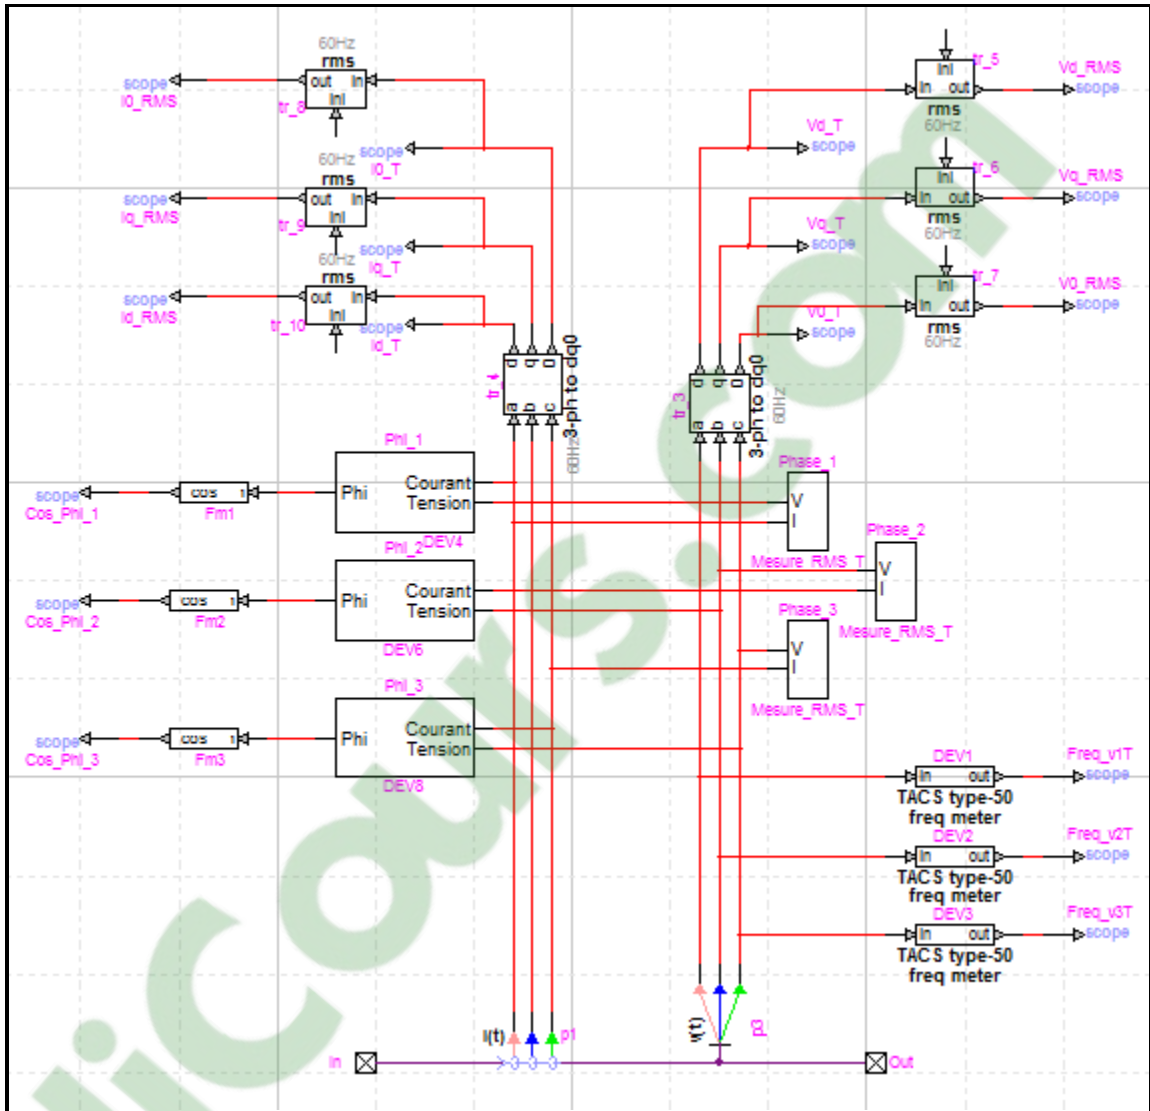 60Hz
rms
out In
Ini
scope
I0_RMS
tr_8
scope
I0_T
60Hz
rms
out In
Ini
scope
Iq_RMS
tr_9
scope
Iq_T
60Hz
rms
out In
Ini
scope
Id_RMS
tr_10
scope
Id_T
tr_4
d q 0
a b c
3-ph to dq0
60Hz
Ini
In out
tr_5
rms
60Hz
Vd_RMS
scope
Vd_T
scope
Ini
In out
tr_6
rms
60Hz
Vq_RMS
scope
Vq_T
scope
Ini
In out
tr_7
rms
60Hz
V0_RMS
scope
V0_T
scope
tr_3
d q 0
a b c
3-ph to dq0
60Hz
Phi_1
Phi
Courant
Tension
DEV4
cos 1
Fm1
scope
Cos_Phi_1
Phi_2
Phi
Courant
Tension
DEV6
cos 1
Fm2
scope
Cos_Phi_2
Phi_3
Phi
Courant
Tension
DEV8
cos 1
Fm3
scope
Cos_Phi_3
Phase_1
V
I
Mesure_RMS_T
Phase_2
V
I
Mesure_RMS_T
Phase_3
V
I
Mesure_RMS_T
DEV1
In out
TACS type-50
freq meter
Freq_v1T
scope
DEV2
In out
TACS type-50
freq meter
Freq_v2T
scope
DEV3
In out
TACS type-50
freq meter
Freq_v3T
scope
i(t)
p1
v(t)
p3
In
Out
iCours.com